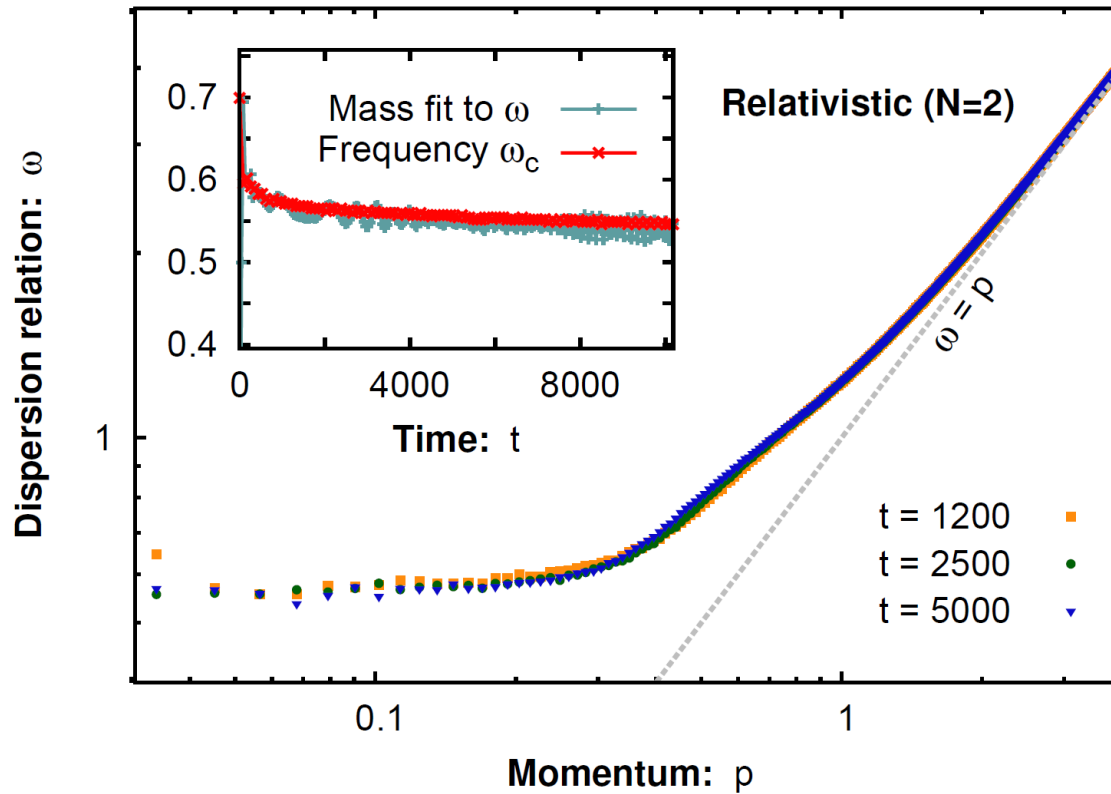 0.7
0.6
0.5
0.4
0
4000
8000
Mass fit to ω
Frequency ω_c
Time: t
Relativistic (N=2)
ω = p
Dispersion relation: ω
1
t = 1200
t = 2500
t = 5000
0.1
1
Momentum: p